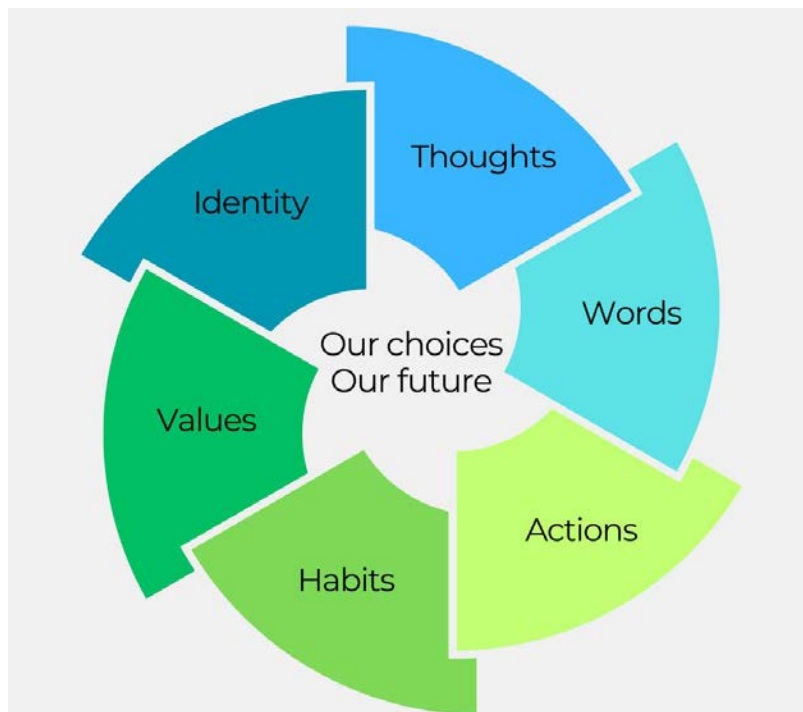 Thoughts
Words
Actions
Habits
Values
Identity
Our choices
Our future